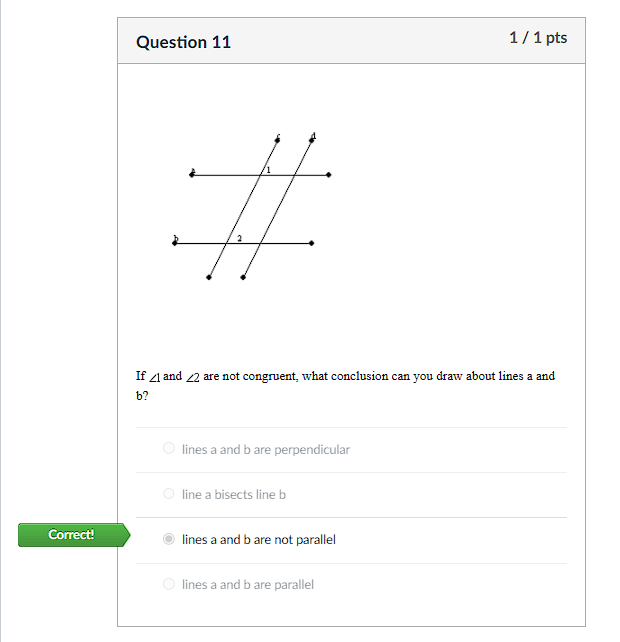 Question 11
1 / 1 pts
c
d
a
1
b
2
If ∠1 and ∠2 are not congruent, what conclusion can you draw about lines a and
b?
lines a and b are perpendicular
line a bisects line b
Correct!
lines a and b are not parallel
lines a and b are parallel